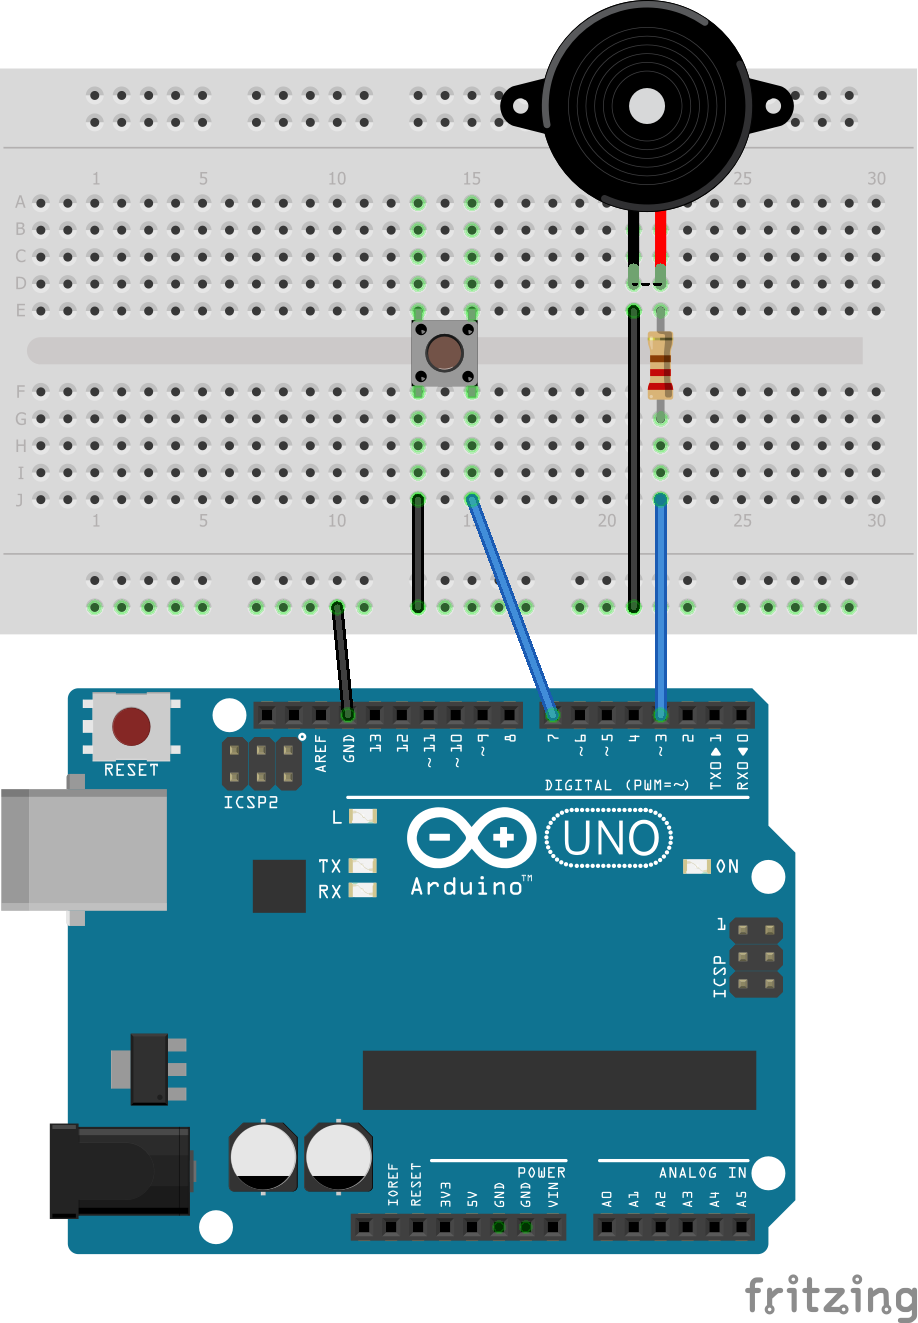 1 5 10 15 25 30
A
B
C
D
E
F
G
H
I
J
1 5 10 1 20 25 30
RESET
ICSP2
AREF
GND
13
12
~11
~10
~9
8
7
~6
~5
4
~3
2
TX0▶1
RX0◀0
DIGITAL (PWM=~)
L
TX
RX
UNO
Arduino™
ON
1
ICSP
IOREF
RESET
3V3
5V
GND
GND
VIN
POWER
A0
A1
A2
A3
A4
A5
ANALOG IN
fritzing